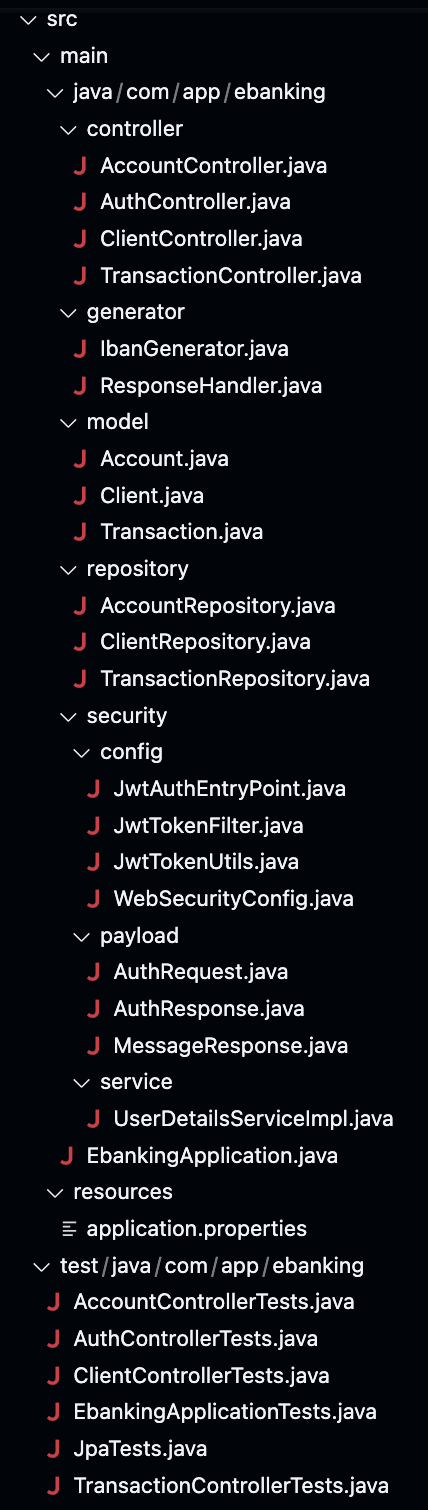 src
main
java/com/app/ebanking
controller
AccountController.java
AuthController.java
ClientController.java
TransactionController.java
generator
IbanGenerator.java
ResponseHandler.java
model
Account.java
Client.java
Transaction.java
repository
AccountRepository.java
ClientRepository.java
TransactionRepository.java
security
config
JwtAuthEntryPoint.java
JwtTokenFilter.java
JwtTokenUtils.java
WebSecurityConfig.java
payload
AuthRequest.java
AuthResponse.java
MessageResponse.java
service
UserDetailsServiceImpl.java
EbankingApplication.java
resources
application.properties
test/java/com/app/ebanking
AccountControllerTests.java
AuthControllerTests.java
ClientControllerTests.java
EbankingApplicationTests.java
JpaTests.java
TransactionControllerTests.java